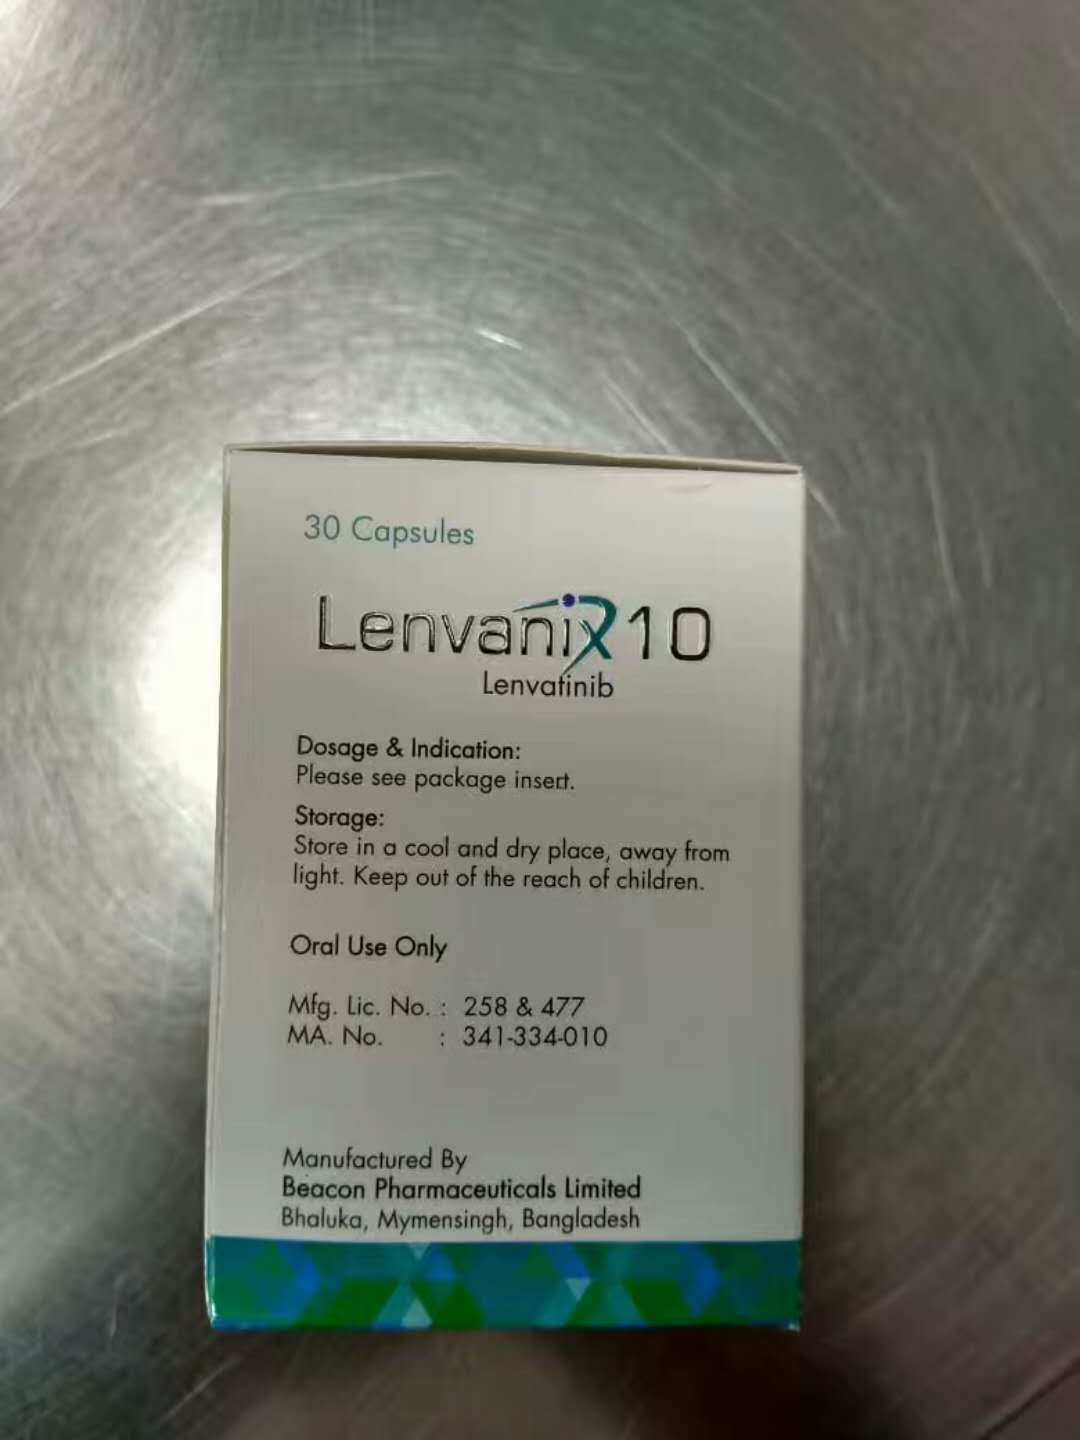 30 Capsules
Lenvanix 10
Lenvatinib
Dosage & Indication:
Please see package insert.
Storage:
Store in a cool and dry place, away from
light. Keep out of the reach of children.
Oral Use Only
Mfg. Lic. No. : 258 & 477
MA. No. : 341-334-010
Manufactured By
Beacon Pharmaceuticals Limited
Bhaluka, Mymensingh, Bangladesh